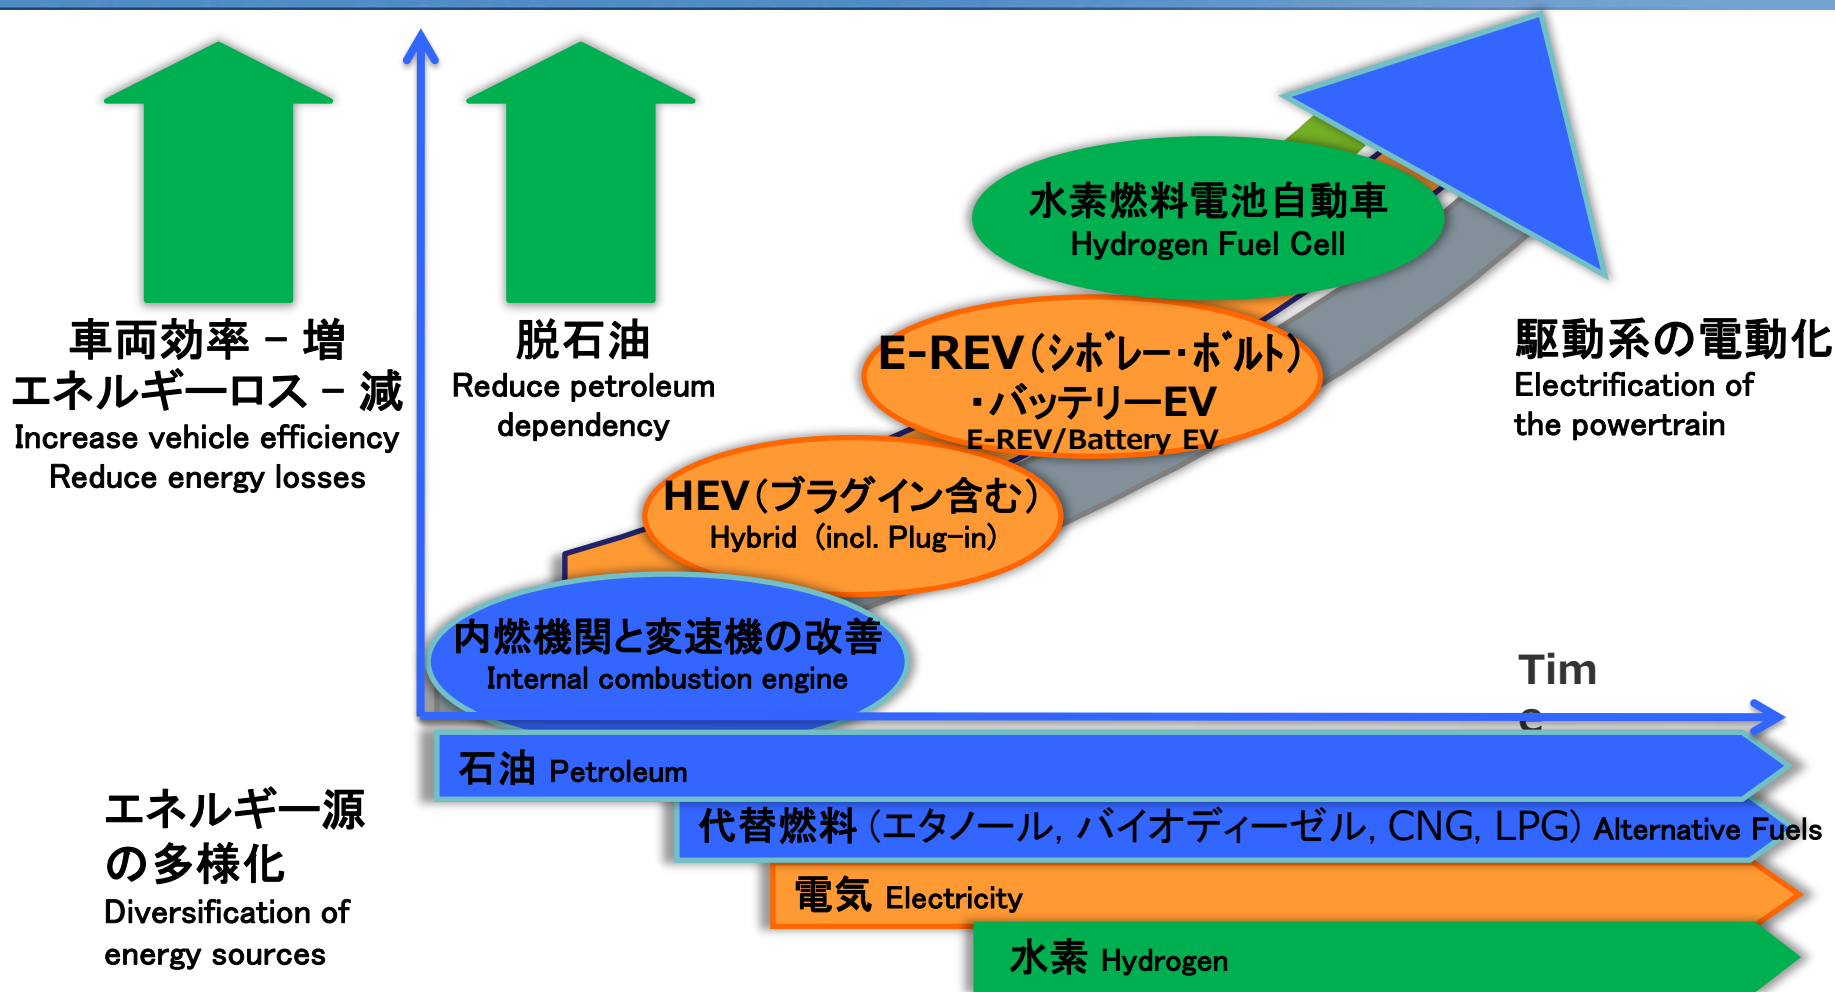 車両効率 – 増
エネルギーロス – 減
Increase vehicle efficiency
Reduce energy losses
脱石油
Reduce petroleum
dependency
水素燃料電池自動車
Hydrogen Fuel Cell
E-REV(ｼﾎﾞﾚｰ・ﾎﾞﾙﾄ)
・バッテリーEV
E-REV/Battery EV
HEV(ブラグイン含む)
Hybrid (incl. Plug-in)
内燃機関と変速機の改善
Internal combustion engine
駆動系の電動化
Electrification of
the powertrain
Tim
e
エネルギー源
の多様化
Diversification of
energy sources
石油 Petroleum
代替燃料 (エタノール, バイオディーゼル, CNG, LPG) Alternative Fuels
電気 Electricity
水素 Hydrogen